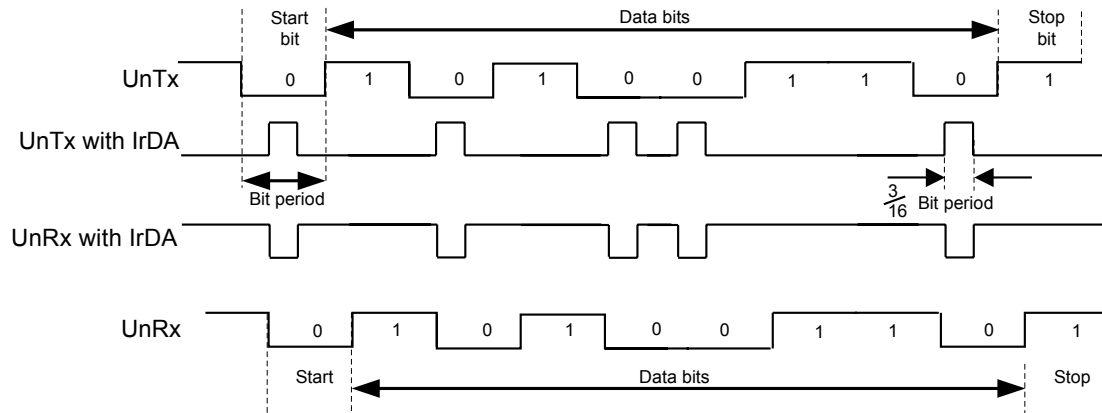 Start
bit
Data bits
Stop
bit
UnTx
0 1 0 1 0 0 1 1 0 1
UnTx with IrDA
Bit period
3/16 Bit period
UnRx with IrDA
UnRx
0 1 0 1 0 0 1 1 0 1
Start
Data bits
Stop